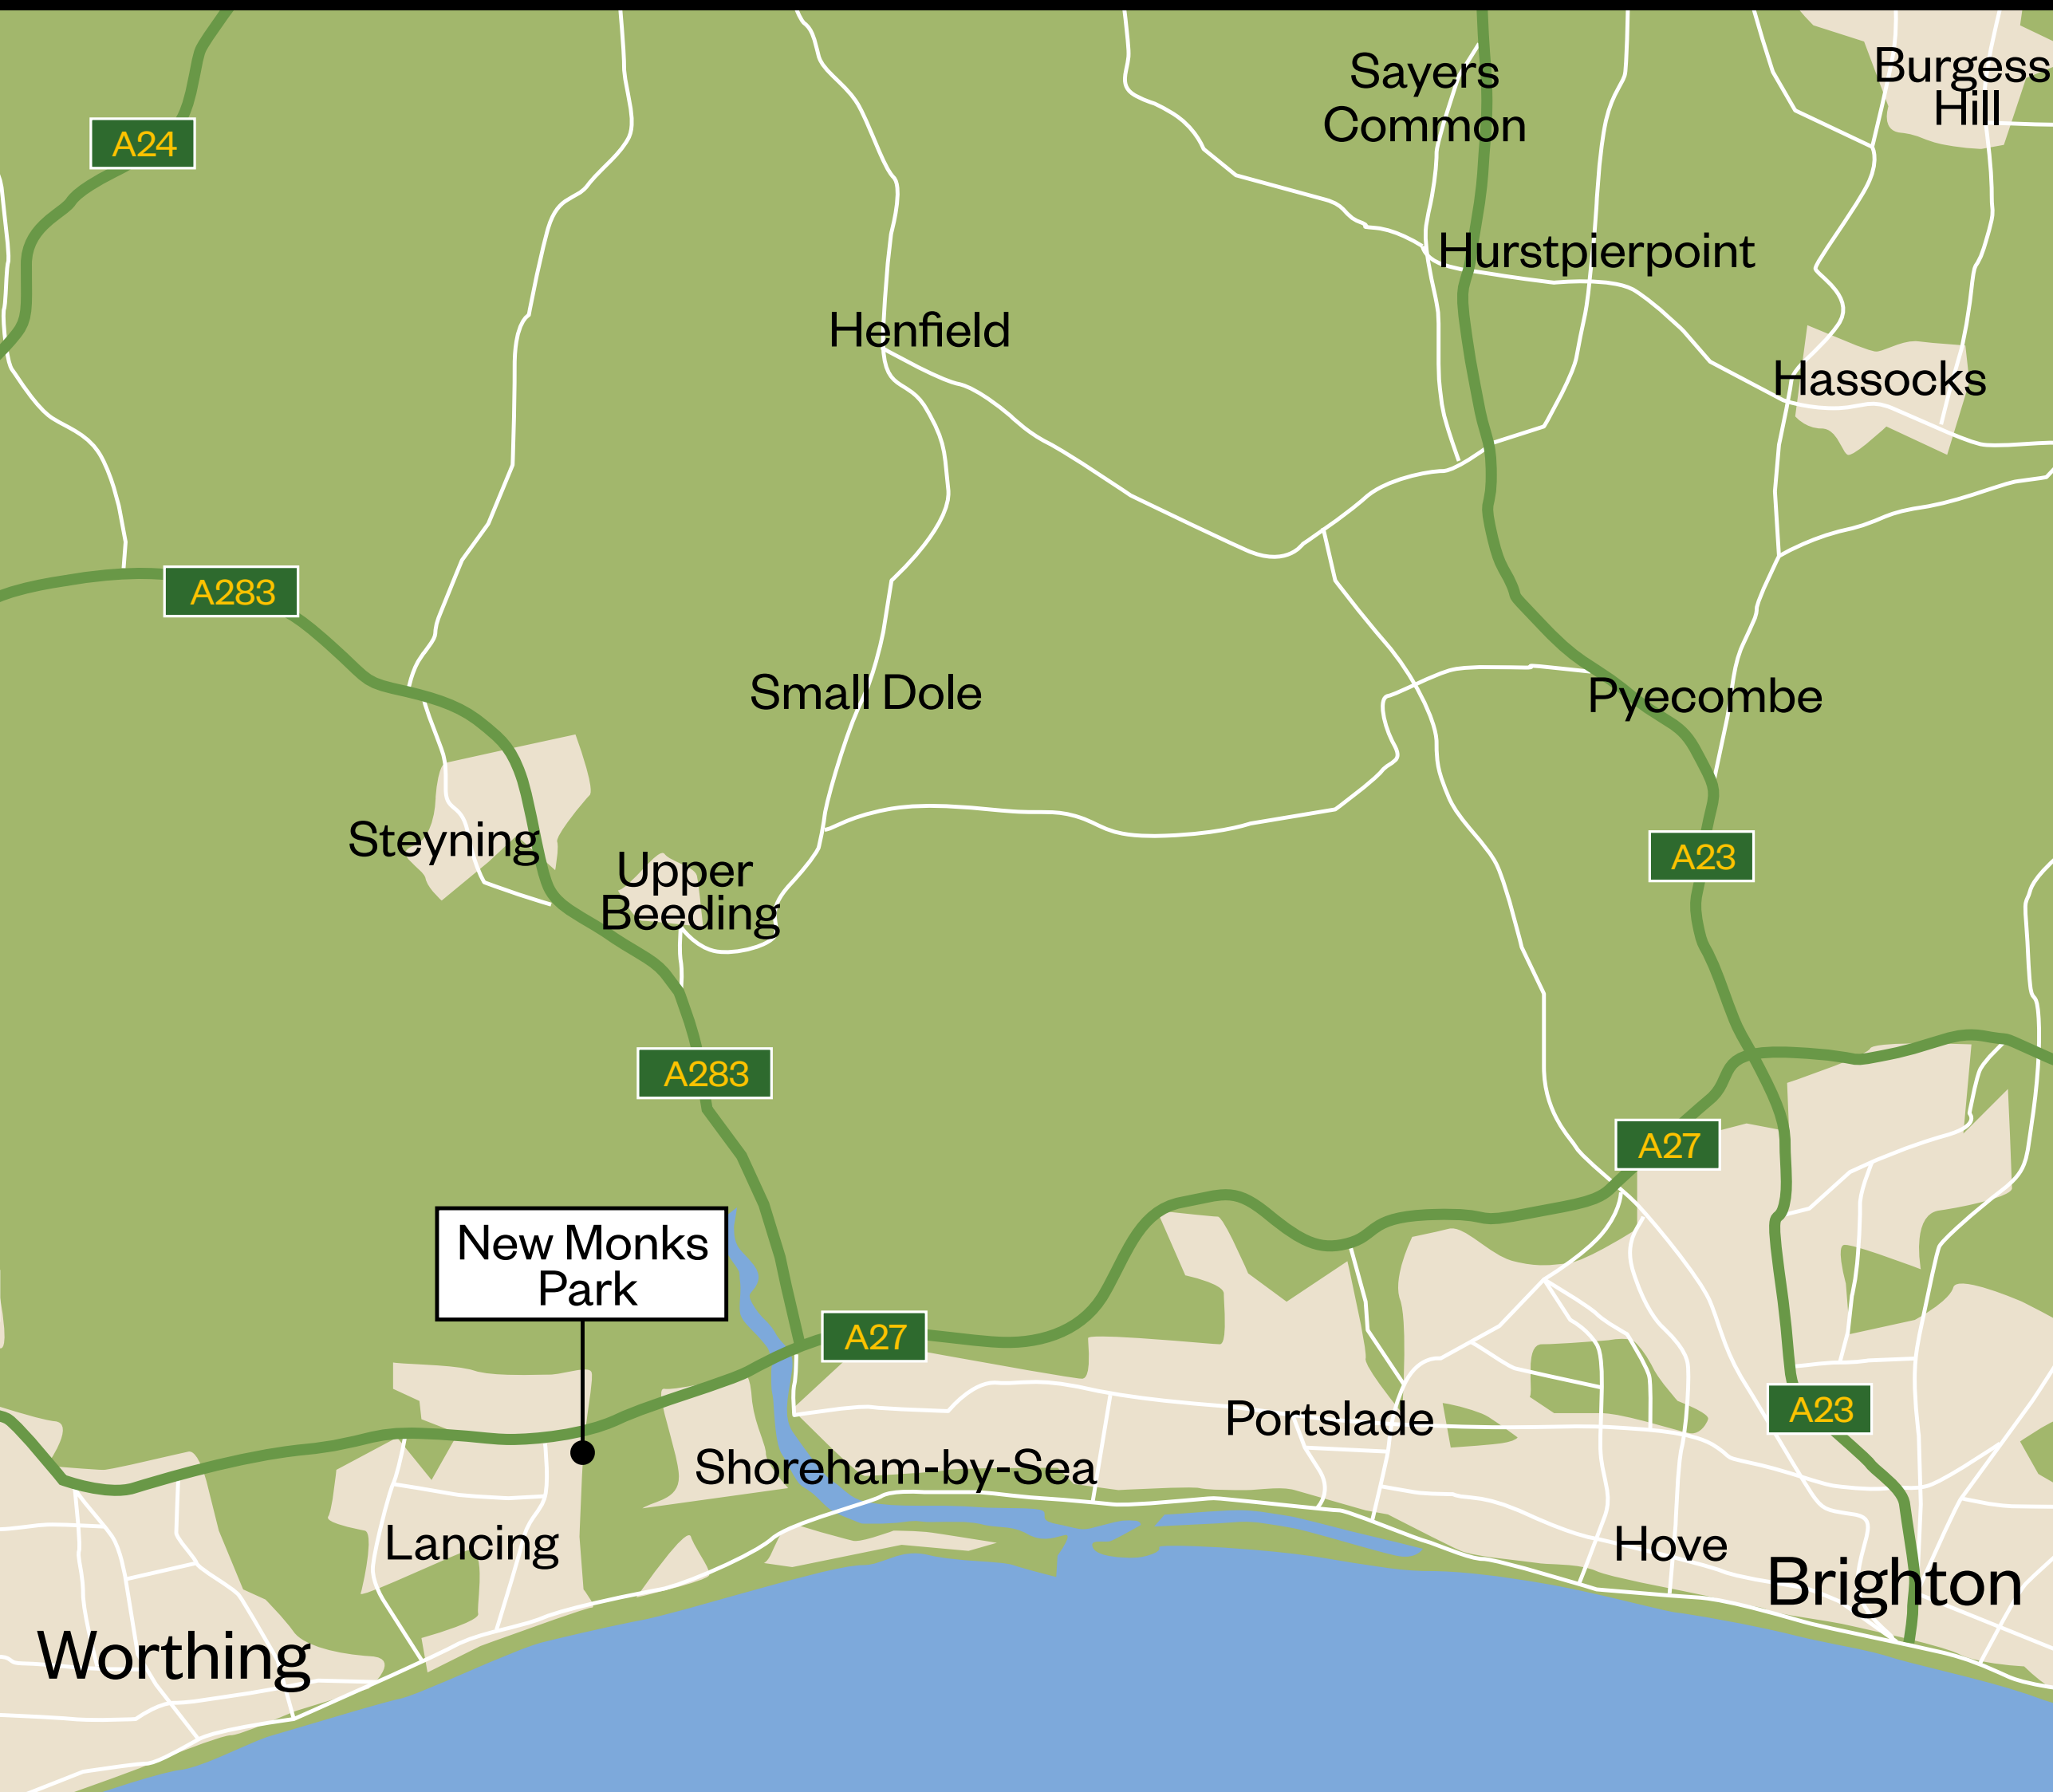 Sayers
Common
Burgess
Hill
A24
Hurstpierpoint
Henfield
Hassocks
A283
Small Dole
Pyecombe
Steyning
Upper
Beeding
A23
A283
A27
New Monks
Park
A27
Portslade
A23
Shoreham-by-Sea
Lancing
Hove
Brighton
Worthing